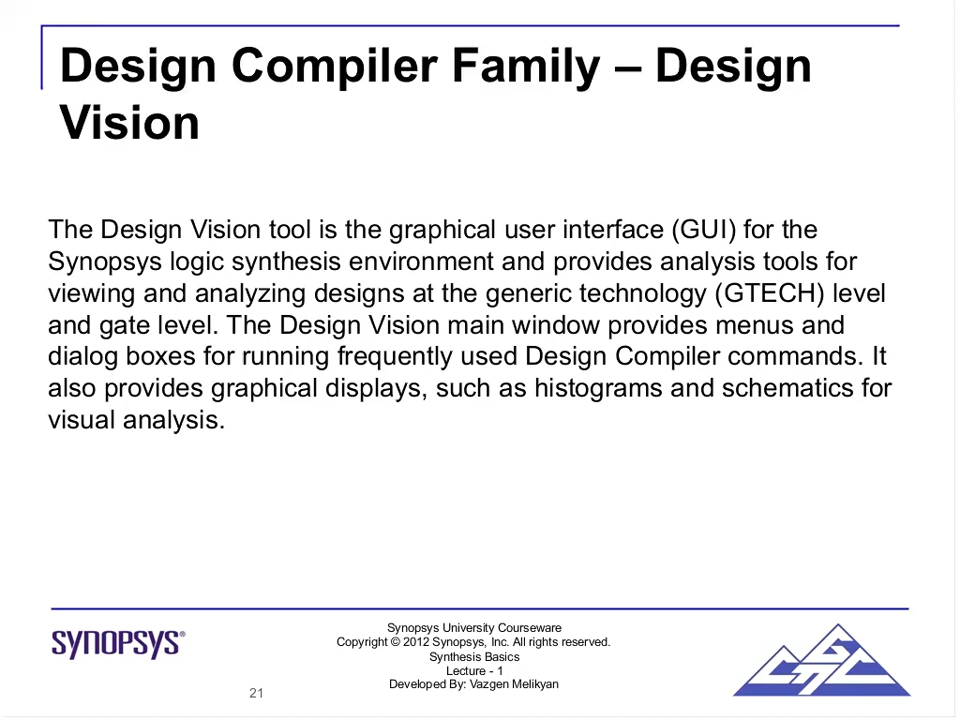 Design Compiler Family – Design
Vision
The Design Vision tool is the graphical user interface (GUI) for the
Synopsys logic synthesis environment and provides analysis tools for
viewing and analyzing designs at the generic technology (GTECH) level
and gate level. The Design Vision main window provides menus and
dialog boxes for running frequently used Design Compiler commands. It
also provides graphical displays, such as histograms and schematics for
visual analysis.
SYNOPSYS®
Synopsys University Courseware
Copyright © 2012 Synopsys, Inc. All rights reserved.
Synthesis Basics
Lecture - 1
Developed By: Vazgen Melikyan
21